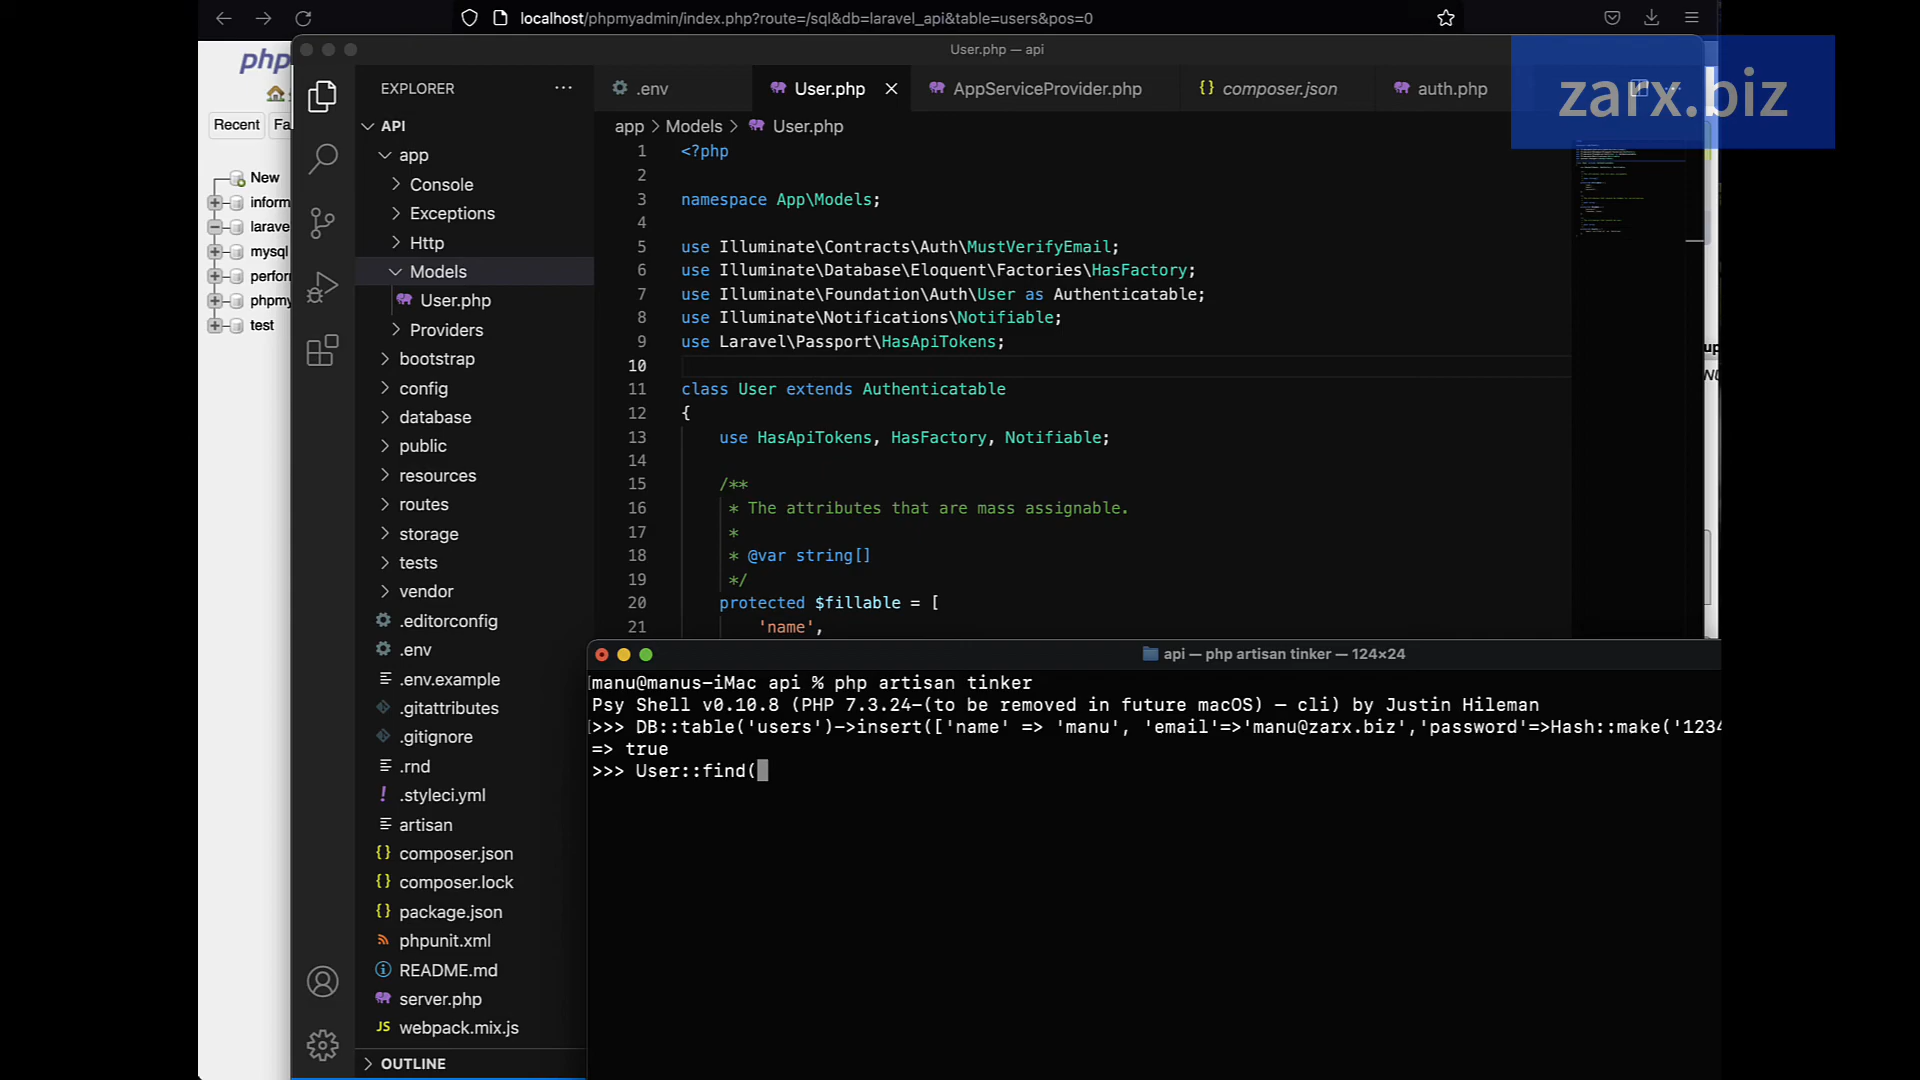 localhost/phpmyadmin/index.php?route=/sql&db=laravel_api&table=users&pos=0
php
Recent
Fa
New
inform
larave
mysql
perfor
phpmy
test
User.php — api
zarx.biz
EXPLORER
API
app
Console
Exceptions
Http
Models
User.php
Providers
bootstrap
config
database
public
resources
routes
storage
tests
vendor
.editorconfig
.env
.env.example
.gitattributes
.gitignore
.rnd
.styleci.yml
artisan
composer.json
composer.lock
package.json
phpunit.xml
README.md
server.php
JS webpack.mix.js
OUTLINE
.env User.php AppServiceProvider.php {} composer.json auth.php
app > Models > User.php
1 <?php
2
3 namespace App\Models;
4
5 use Illuminate\Contracts\Auth\MustVerifyEmail;
6 use Illuminate\Database\Eloquent\Factories\HasFactory;
7 use Illuminate\Foundation\Auth\User as Authenticatable;
8 use Illuminate\Notifications\Notifiable;
9 use Laravel\Passport\HasApiTokens;
10
11 class User extends Authenticatable
12 {
13 use HasApiTokens, HasFactory, Notifiable;
14
15 /**
16 * The attributes that are mass assignable.
17 *
18 * @var string[]
19 */
20 protected $fillable = [
21 'name',
api — php artisan tinker — 124×24
manu@manus-iMac api % php artisan tinker
Psy Shell v0.10.8 (PHP 7.3.24-(to be removed in future macOS) — cli) by Justin Hileman
>>> DB::table('users')->insert(['name' => 'manu', 'email'=>'manu@zarx.biz','password'=>Hash::make('1234
=> true
>>> User::find(